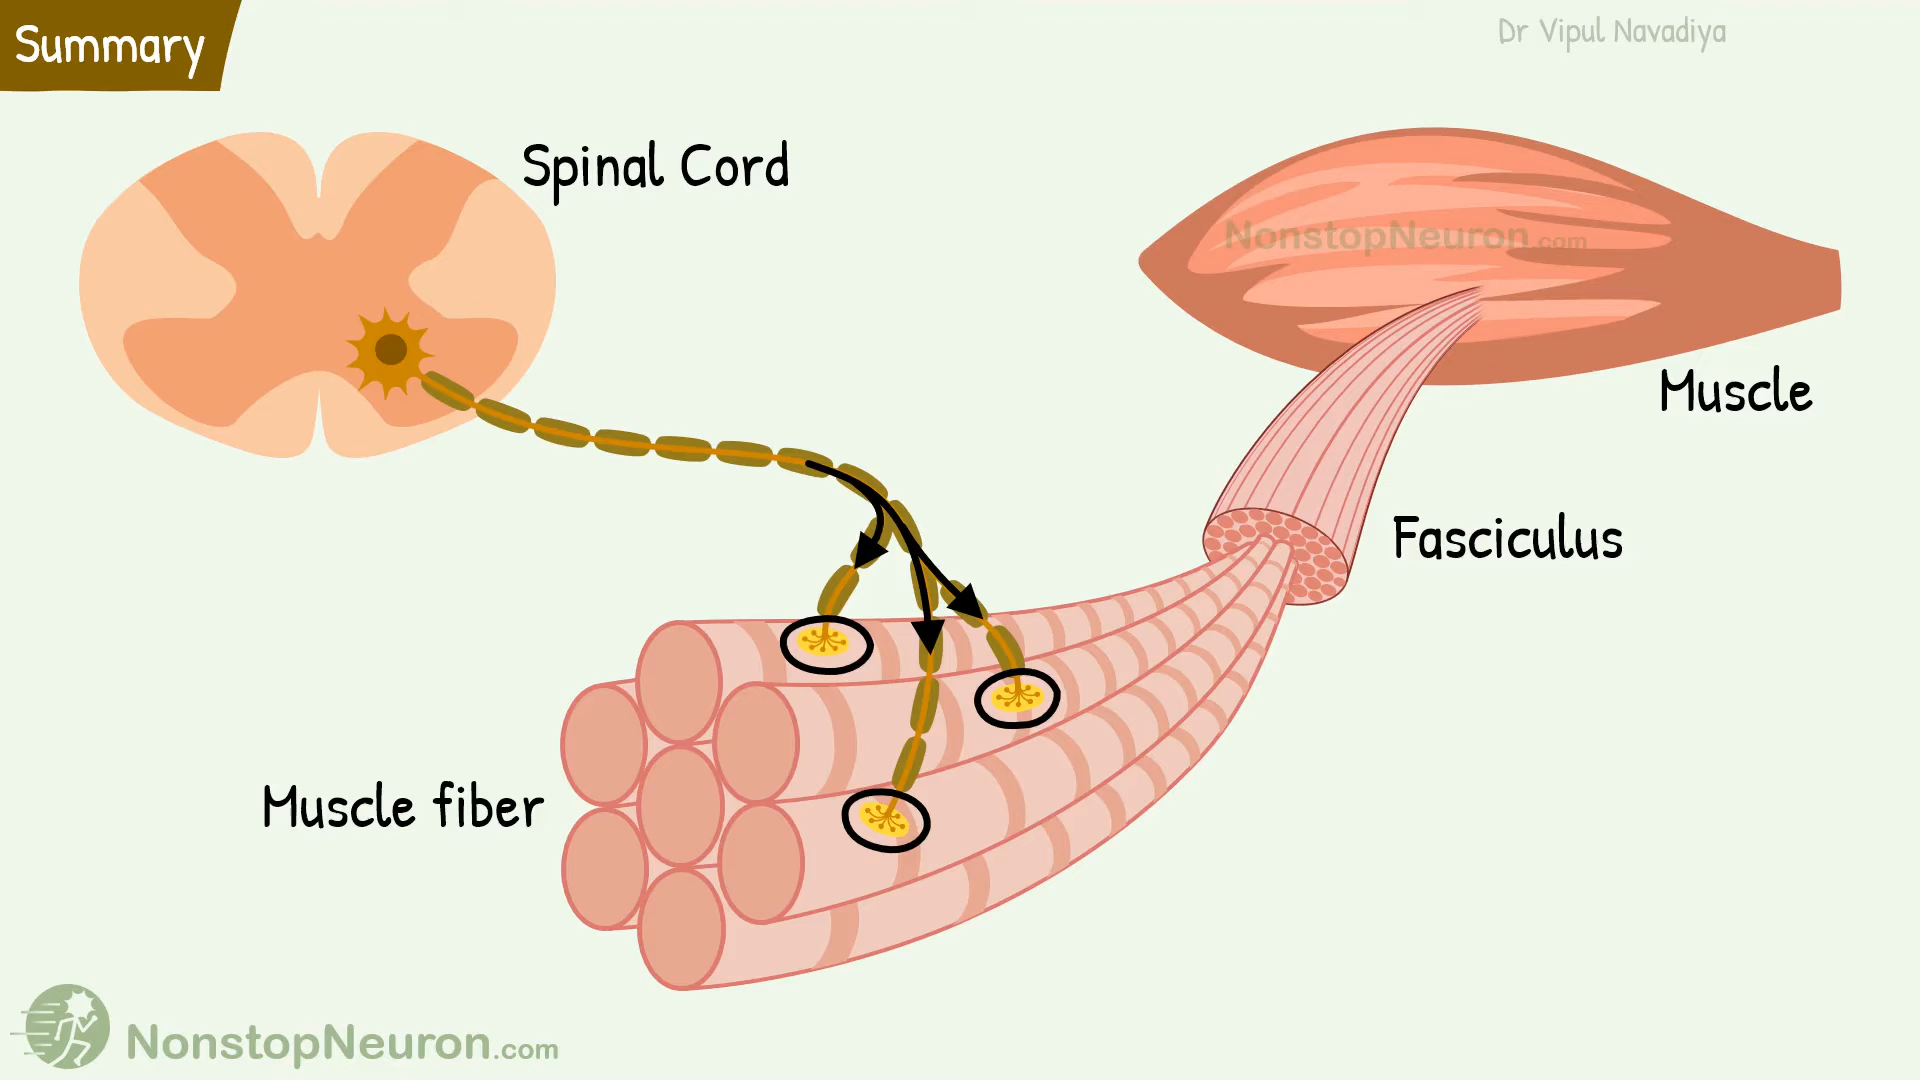 Summary
Dr Vipul Navadiya
Spinal Cord
NonstopNeuron.com
Muscle
Fasciculus
Muscle fiber
NonstopNeuron.com